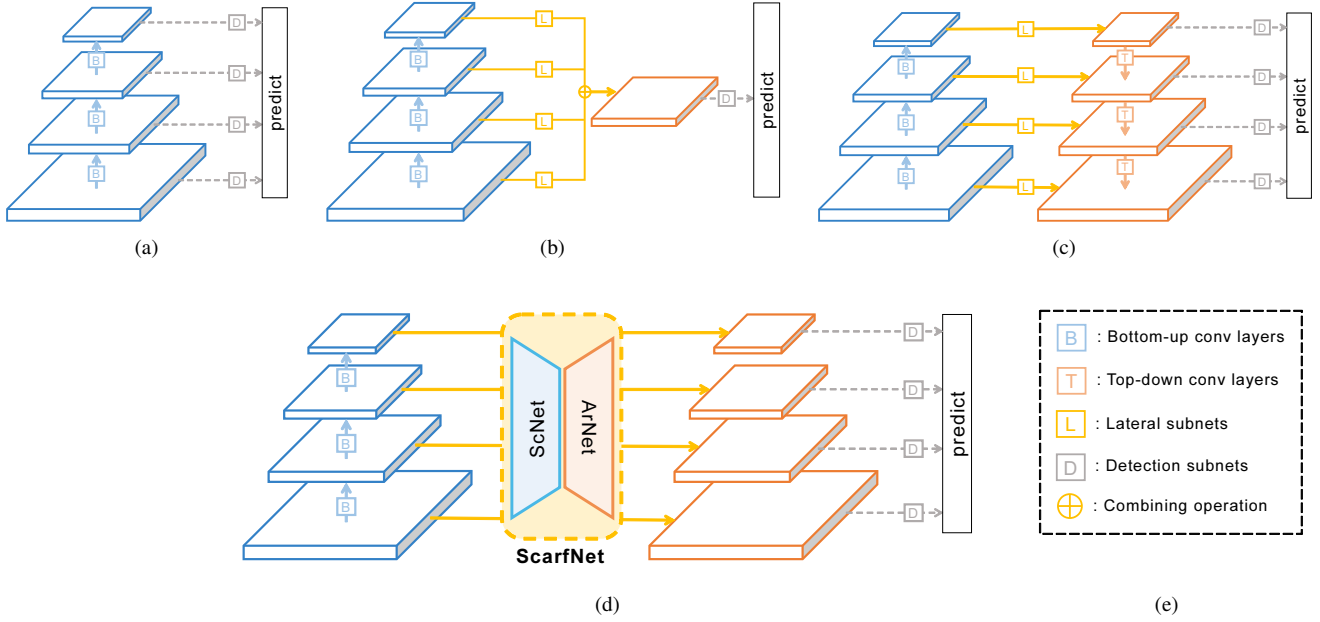 D
B
D
B
D
B
D
predict
(a)
B
L
B
L
B
L
L
D
predict
(b)
B
L
T
D
B
L
T
D
B
L
T
D
L
D
predict
(c)
B
B
B
ScNet
ArNet
ScarfNet
D
D
D
D
predict
(d)
B : Bottom-up conv layers
T : Top-down conv layers
L : Lateral subnets
D : Detection subnets
: Combining operation
(e)